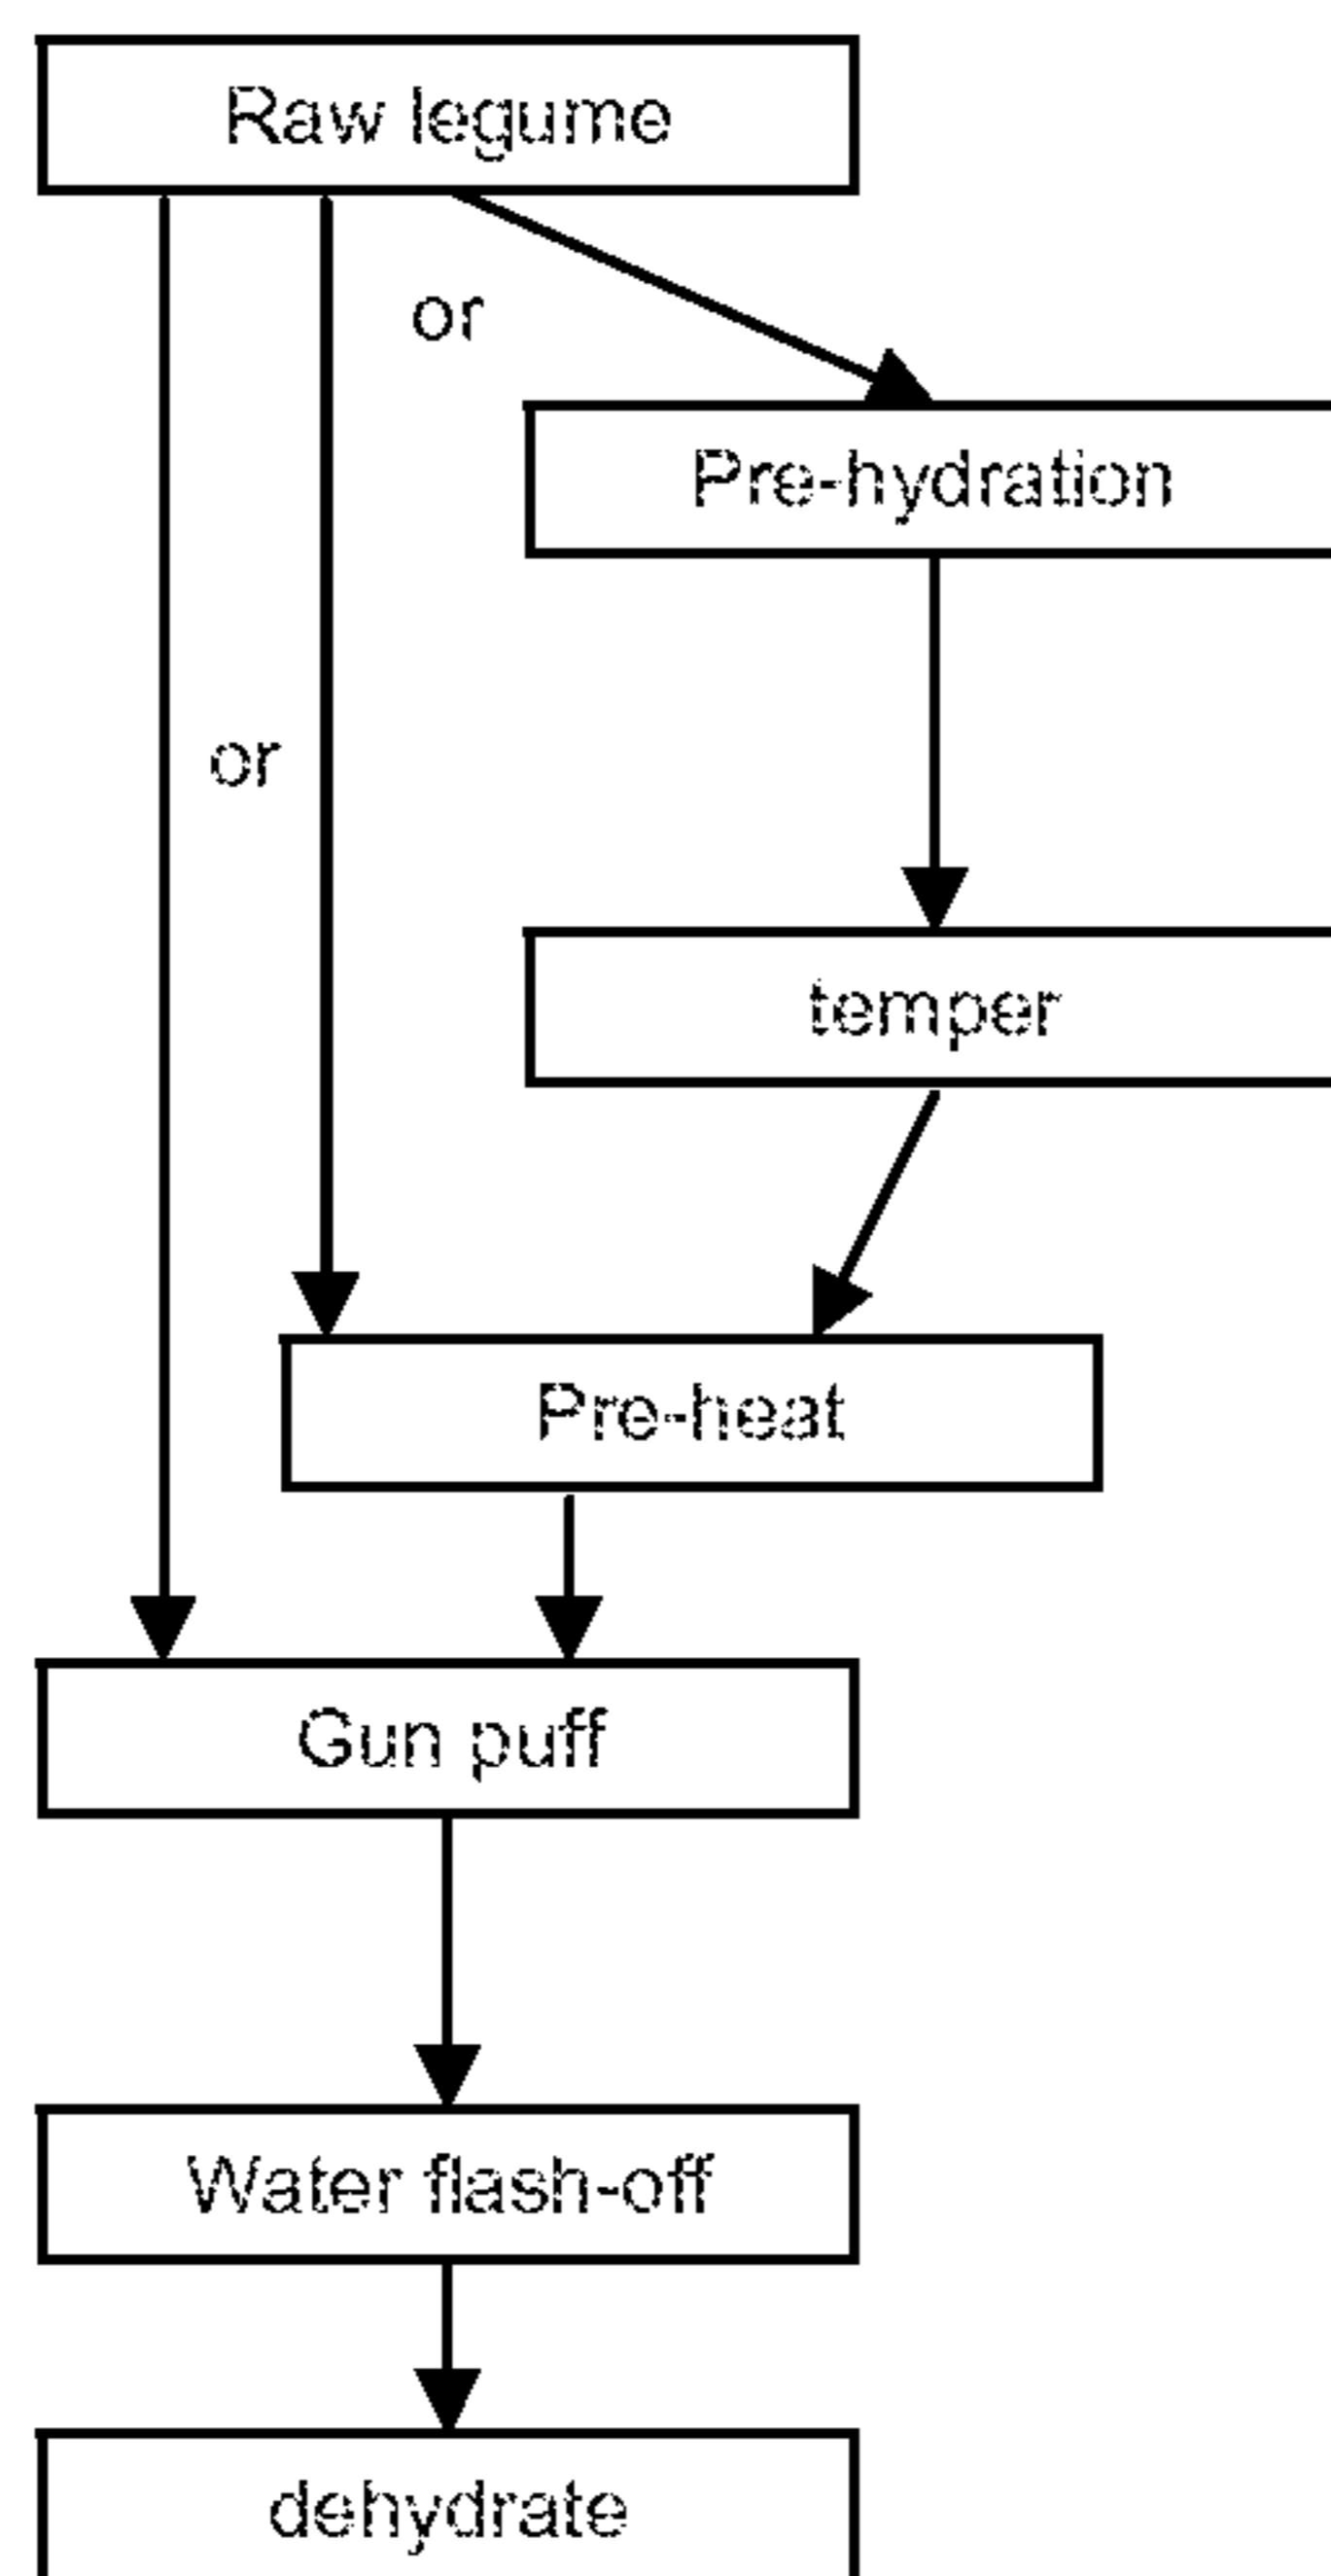 Raw legume
or
Pre-hydration
or
temper
Pre-heat
Gun puff
Water flash-off
dehydrate